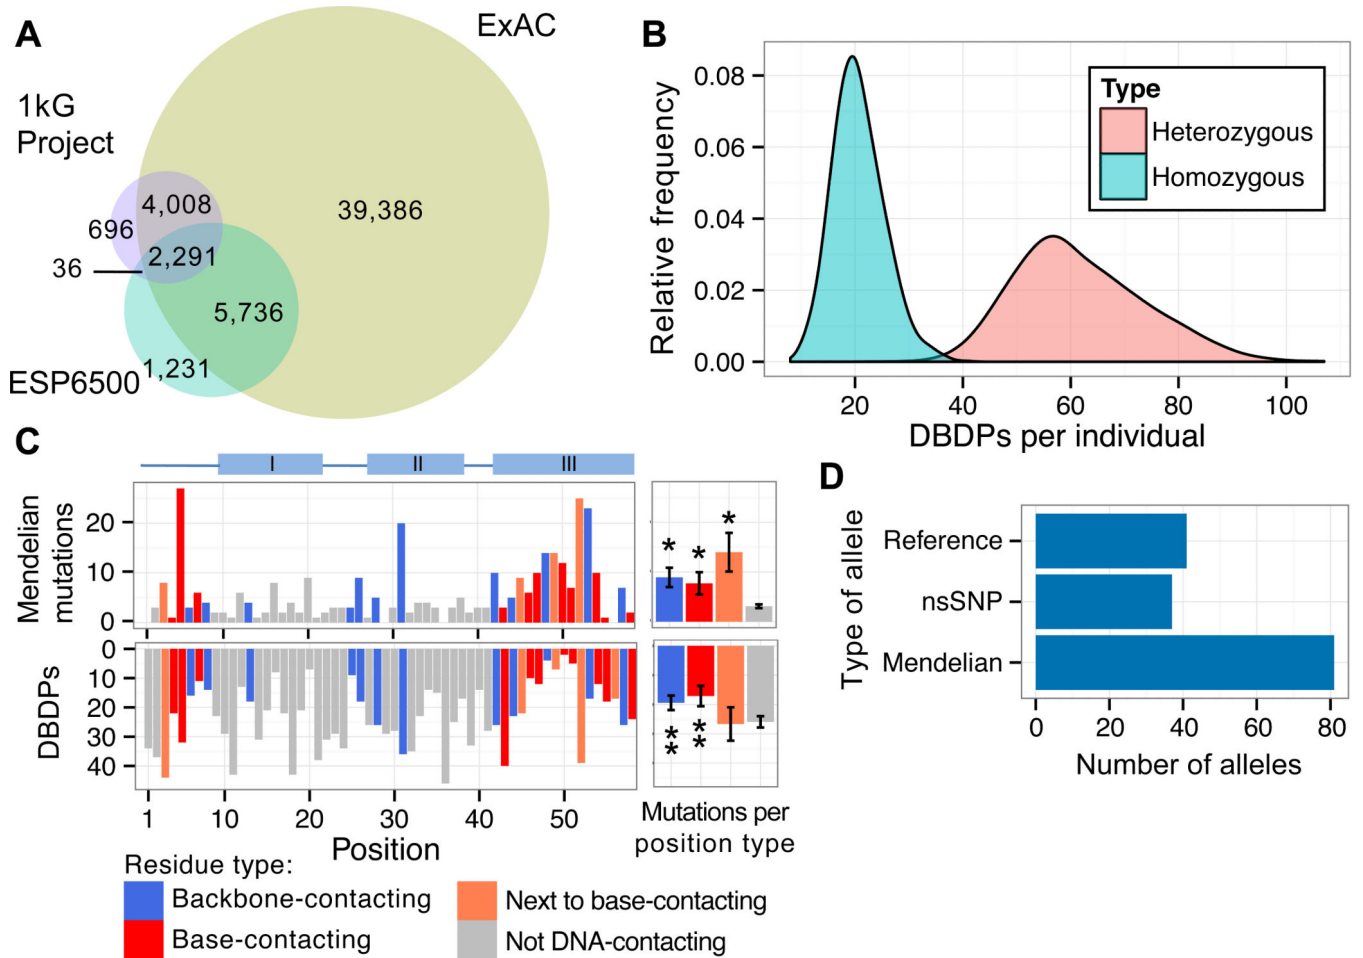 A
ExAC
1kG
Project
4,008
39,386
696
2,291
36
5,736
1,231
ESP6500
B
Relative frequency
0.08
0.06
0.04
0.02
0.00
Type
Heterozygous
Homozygous
20
40
60
80
100
DBDPs per individual
C
I
II
III
Mendelian
mutations
20
10
0
*
*
*
DBDPs
0
10
20
30
40
**
**
1
10
20
30
40
50
Position
Mutations per
position type
Residue type:
Backbone-contacting
Next to base-contacting
Base-contacting
Not DNA-contacting
D
Type of allele
Reference
nsSNP
Mendelian
0
20
40
60
80
Number of alleles